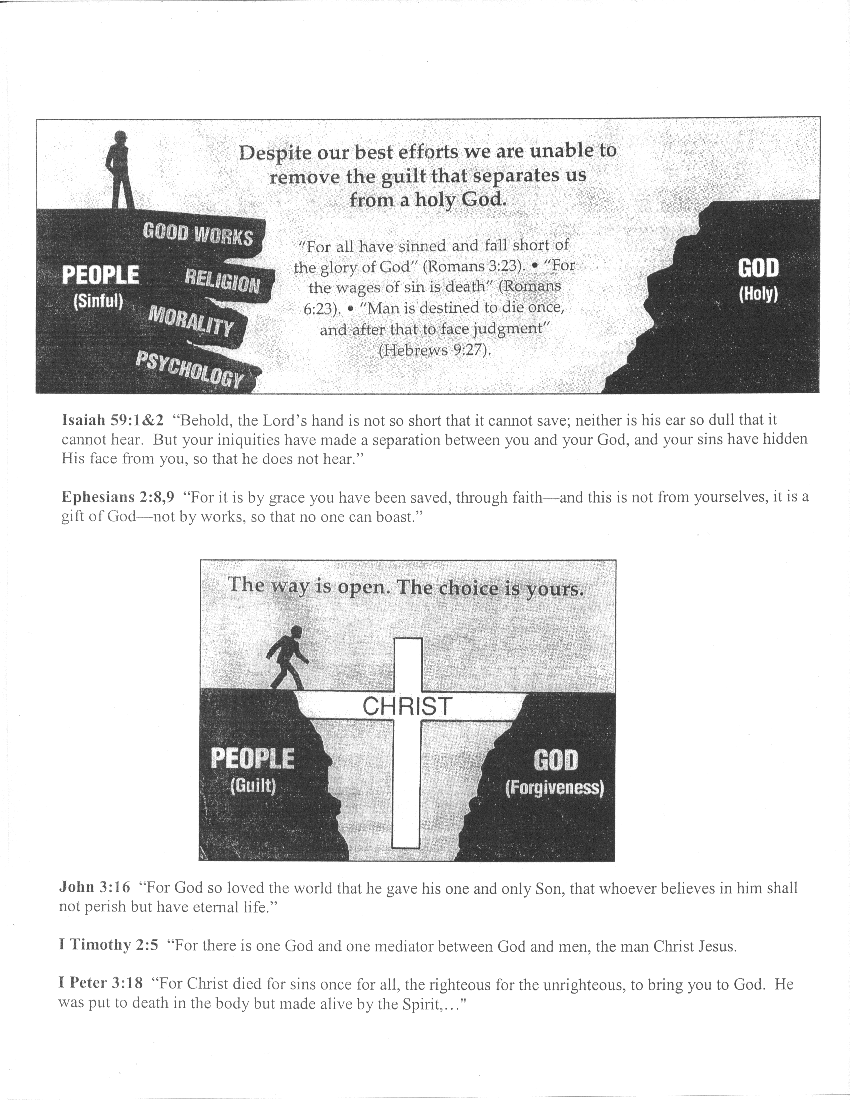 Despite our best efforts we are unable to
remove the guilt that separates us
from a holy God.
GOOD WORKS
PEOPLE
(Sinful)
RELIGION
MORALITY
PSYCHOLOGY
"For all have sinned and fall short of
the glory of God" (Romans 3:23). • "For
the wages of sin is death" (Romans
6:23). • "Man is destined to die once,
and after that to face judgment"
(Hebrews 9:27).
GOD
(Holy)
Isaiah 59:1&2 "Behold, the Lord's hand is not so short that it cannot save; neither is his ear so dull that it
cannot hear. But your iniquities have made a separation between you and your God, and your sins have hidden
His face from you, so that he does not hear."
Ephesians 2:8,9 "For it is by grace you have been saved, through faith—and this is not from yourselves, it is a
gift of God—not by works, so that no one can boast."
The way is open. The choice is yours.
CHRIST
PEOPLE
(Guilt)
GOD
(Forgiveness)
John 3:16 "For God so loved the world that he gave his one and only Son, that whoever believes in him shall
not perish but have eternal life."
I Timothy 2:5 "For there is one God and one mediator between God and men, the man Christ Jesus.
I Peter 3:18 "For Christ died for sins once for all, the righteous for the unrighteous, to bring you to God. He
was put to death in the body but made alive by the Spirit,…"